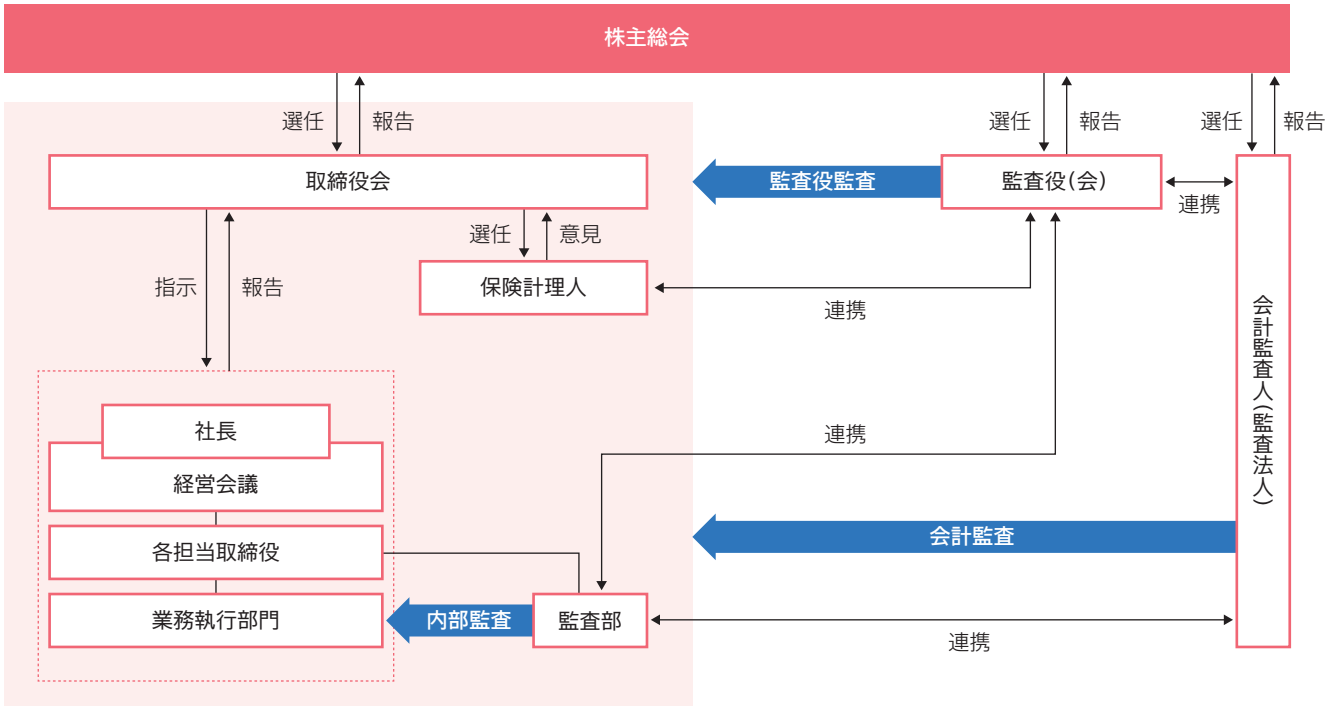 株主総会
選任
報告
選任
報告
選任
報告
取締役会
監査役監査
監査役(会)
連携
選任
意見
指示
報告
保険計理人
連携
会計監査人(監査法人)
社長
連携
経営会議
会計監査
各担当取締役
業務執行部門
内部監査
監査部
連携